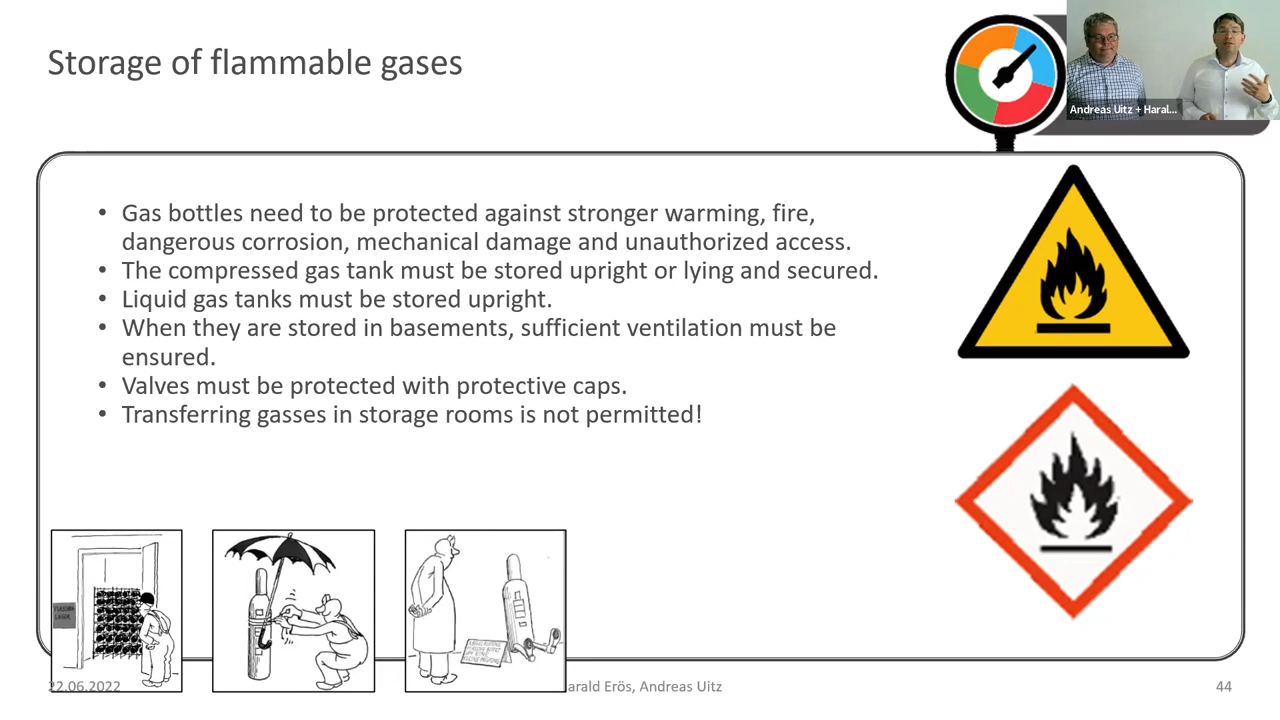 Storage of flammable gases
Andreas Uitz + Haral...
• Gas bottles need to be protected against stronger warming, fire,
dangerous corrosion, mechanical damage and unauthorized access.
• The compressed gas tank must be stored upright or lying and secured.
• Liquid gas tanks must be stored upright.
• When they are stored in basements, sufficient ventilation must be
ensured.
• Valves must be protected with protective caps.
• Transferring gasses in storage rooms is not permitted!
22.06.2022
arald Erös, Andreas Uitz
44